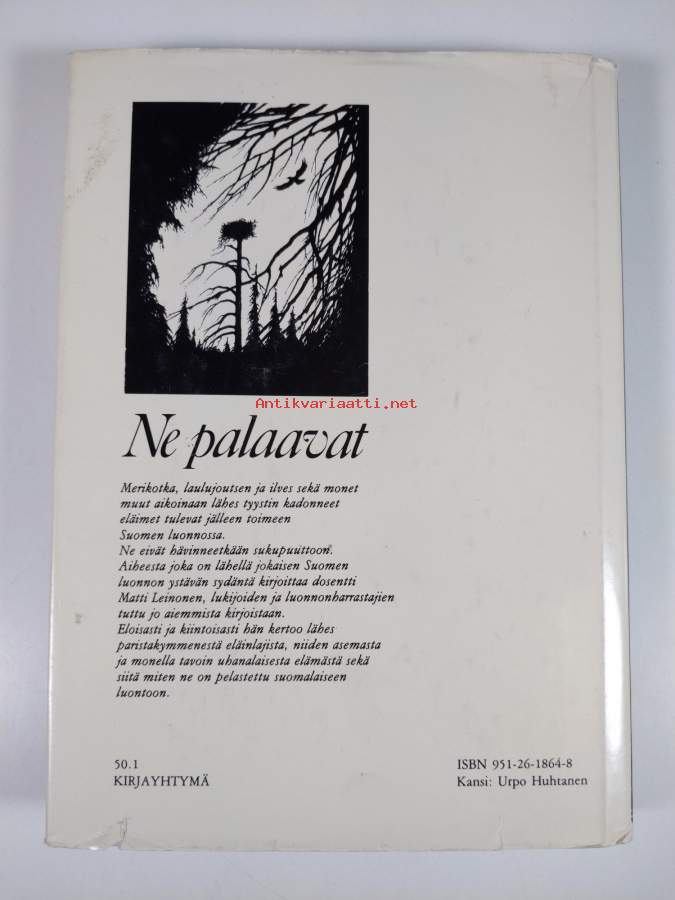 Antikvariaatti.net
Ne palaavat
Merikotka, laulujoutsen ja ilves sekä monet
muut aikoinaan lähes tyystin kadonneet
eläimet tulevat jälleen toimeen
Suomen luonnossa.
Ne eivät hävinneetkään sukupuuttoon.
Aiheesta joka on lähellä jokaisen Suomen
luonnon ystävän sydäntä kirjoittaa dosentti
Matti Leinonen, lukijoiden ja luonnonharrastajien
tuttu jo aiemmista kirjoistaan.
Eloisasti ja kiintoisasti hän kertoo lähes
paristakymmenestä eläinlajista, niiden asemasta
ja monella tavoin uhanalaisesta elämästä sekä
siitä miten ne on pelastettu suomalaiseen
luontoon.
50.1
KIRJAYHTYMÄ
ISBN 951-26-1864-8
Kansi: Urpo Huhtanen